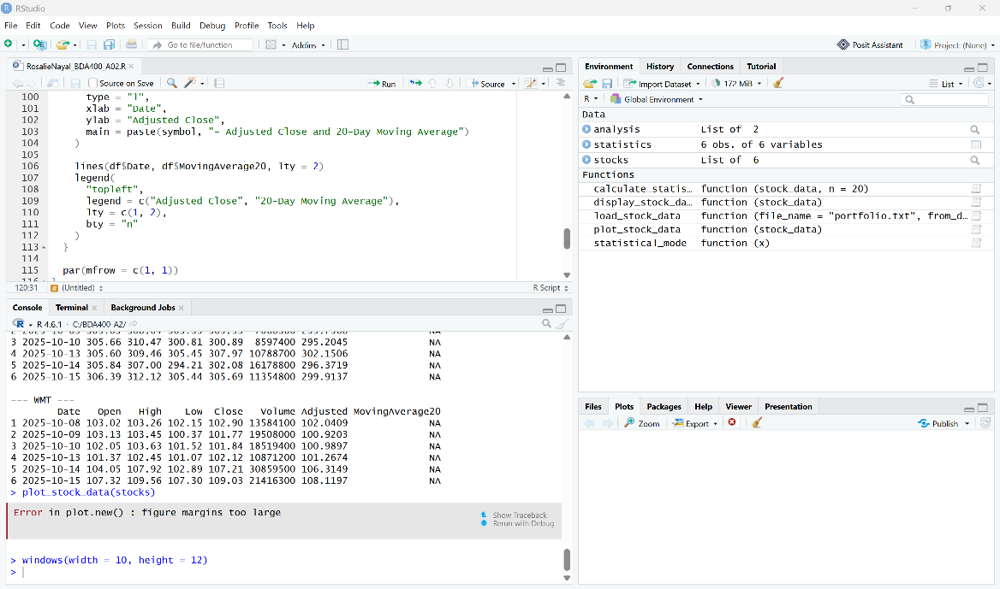 RStudio
File Edit Code View Plots Session Build Debug Profile Tools Help
Go to file/function Addins Posit Assistant Project: (None)
RosalieNayal_BDA400_A02.R
Source on Save Run Source
100 type = "l",
101 xlab = "Date",
102 ylab = "Adjusted Close",
103 main = paste(symbol, "- Adjusted Close and 20-Day Moving Average")
104 )
105
106 lines(df$Date, df$MovingAverage20, lty = 2)
107 legend(
108 "topleft",
109 legend = c("Adjusted Close", "20-Day Moving Average"),
110 lty = c(1, 2),
111 bty = "n"
112 )
113 }
114
115 par(mfrow = c(1, 1))
116 }
120:31 (Untitled) R Script
Console Terminal Background Jobs
R 4.6.1 · C:/BDA400-A2/
3 2025-10-10 305.66 310.47 300.81 300.89 8597400 295.2045 NA
4 2025-10-13 305.60 309.46 305.45 307.97 10788700 302.1506 NA
5 2025-10-14 305.84 307.00 294.21 302.08 16178800 296.3719 NA
6 2025-10-15 306.39 312.12 305.44 305.69 11354800 299.9137 NA
--- WMT ---
Date Open High Low Close Volume Adjusted MovingAverage20
1 2025-10-08 103.02 103.26 102.15 102.90 13584100 102.0409 NA
2 2025-10-09 103.13 103.45 100.37 101.77 19508000 100.9203 NA
3 2025-10-10 102.05 103.63 101.52 101.84 18519400 100.9897 NA
4 2025-10-13 101.37 102.45 101.07 102.12 10871200 101.2674 NA
5 2025-10-14 104.05 107.92 102.89 107.21 30859500 106.3149 NA
6 2025-10-15 107.32 109.56 107.30 109.03 21416300 108.1197 NA
> plot_stock_data(stocks)
Error in plot.new() : figure margins too large
Show Traceback
Rerun with Debug
> windows(width = 10, height = 12)
>
Environment History Connections Tutorial
Import Dataset 172 MiB List
R Global Environment
Data
analysis List of 2
statistics 6 obs. of 6 variables
stocks List of 6
Functions
calculate_statis… function (stock_data, n = 20)
display_stock_da… function (stock_data)
load_stock_data function (file_name = "portfolio.txt", from_d…
plot_stock_data function (stock_data)
statistical_mode function (x)
Files Plots Packages Help Viewer Presentation
Zoom Export Publish